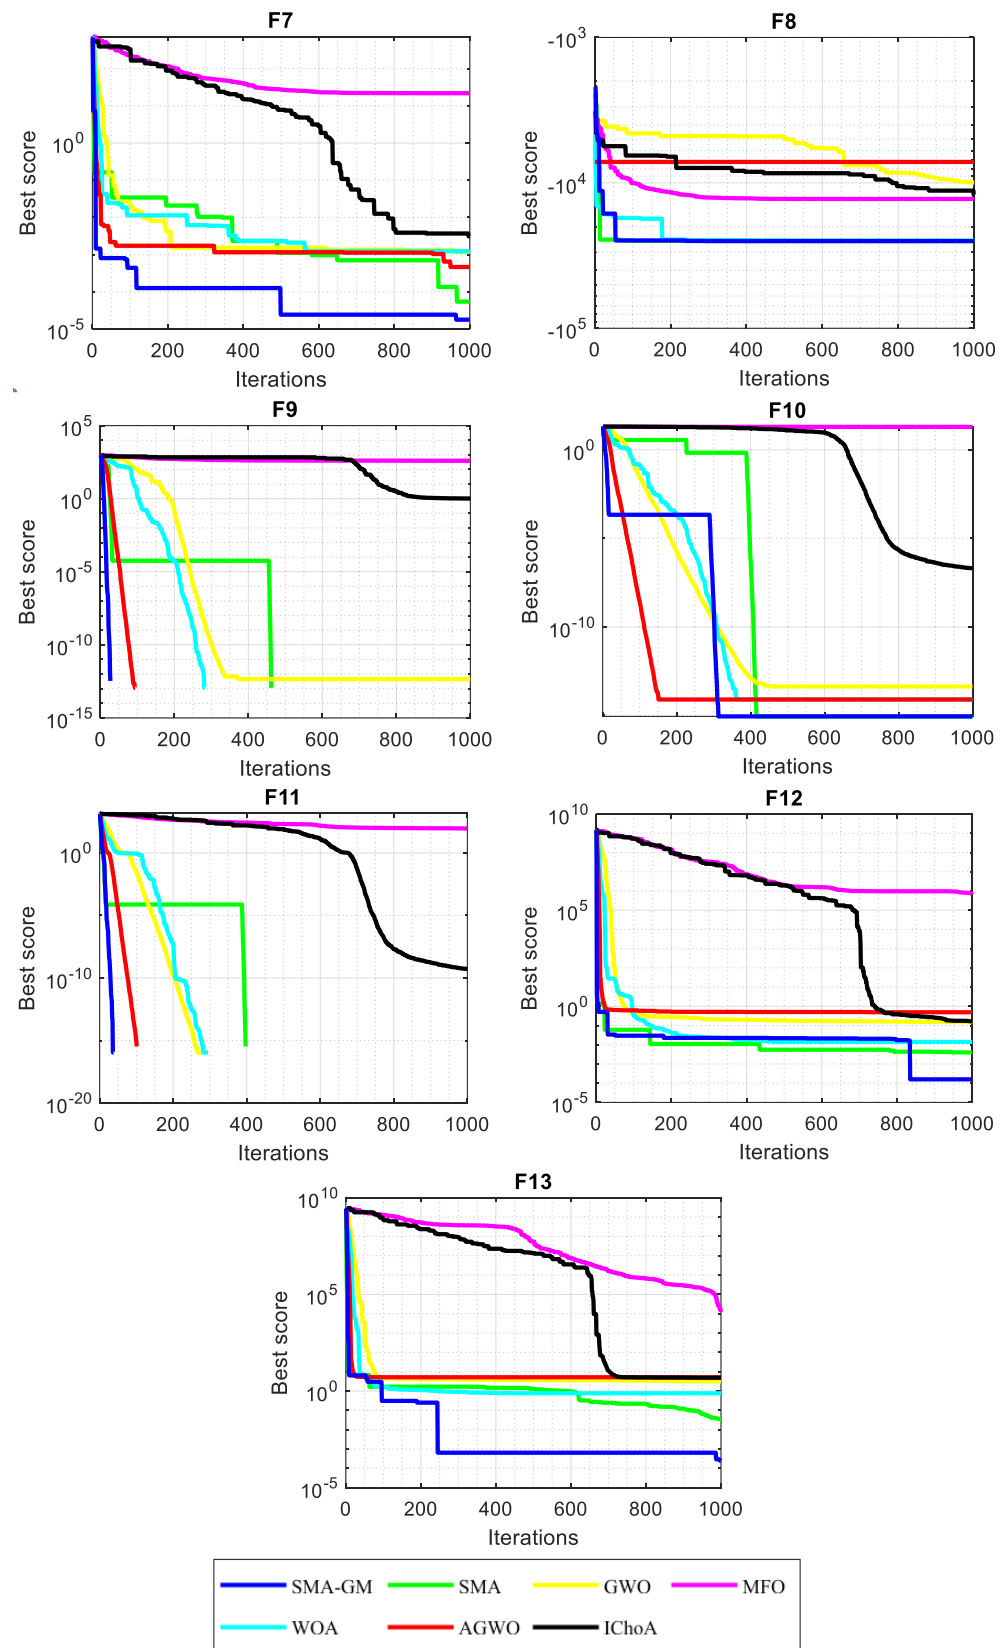 F7
10^0
10^-5
Best score
0 200 400 600 800 1000
Iterations
F8
-10^3
-10^4
-10^5
Best score
0 200 400 600 800 1000
Iterations
F9
10^5
10^0
10^-5
10^-10
10^-15
Best score
0 200 400 600 800 1000
Iterations
F10
10^0
10^-10
Best score
0 200 400 600 800 1000
Iterations
F11
10^0
10^-10
10^-20
Best score
0 200 400 600 800 1000
Iterations
F12
10^10
10^5
10^0
10^-5
Best score
0 200 400 600 800 1000
Iterations
F13
10^10
10^5
10^0
10^-5
Best score
0 200 400 600 800 1000
Iterations
SMA-GM SMA GWO MFO
WOA AGWO IChoA